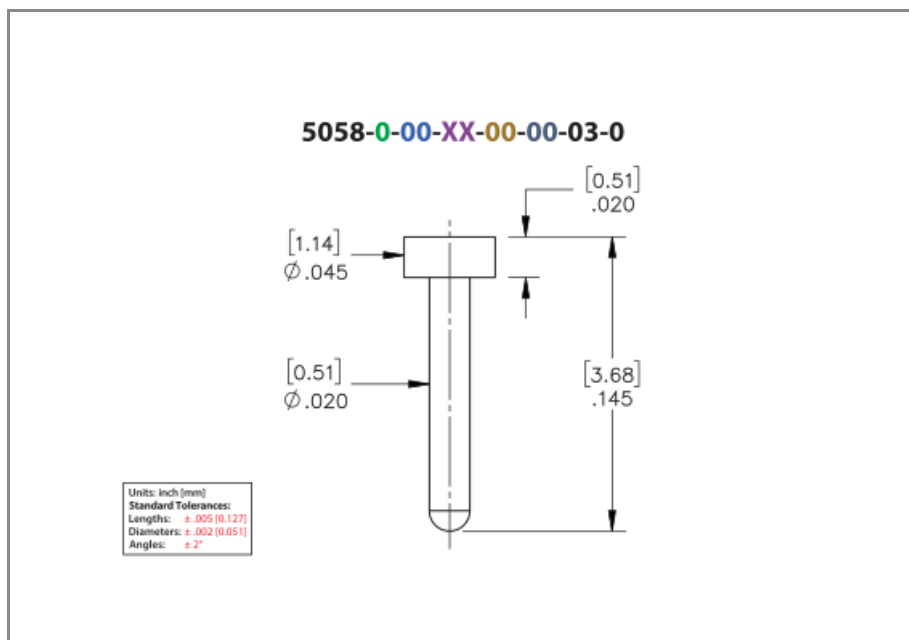 5058-0-00-XX-00-00-03-0
[0.51]
.020
[1.14]
∅.045
[0.51]
∅.020
[3.68]
.145
Units: inch [mm]
Standard Tolerances:
Lengths: ±.005 [0.127]
Diameters: ±.002 [0.051]
Angles: ±2°